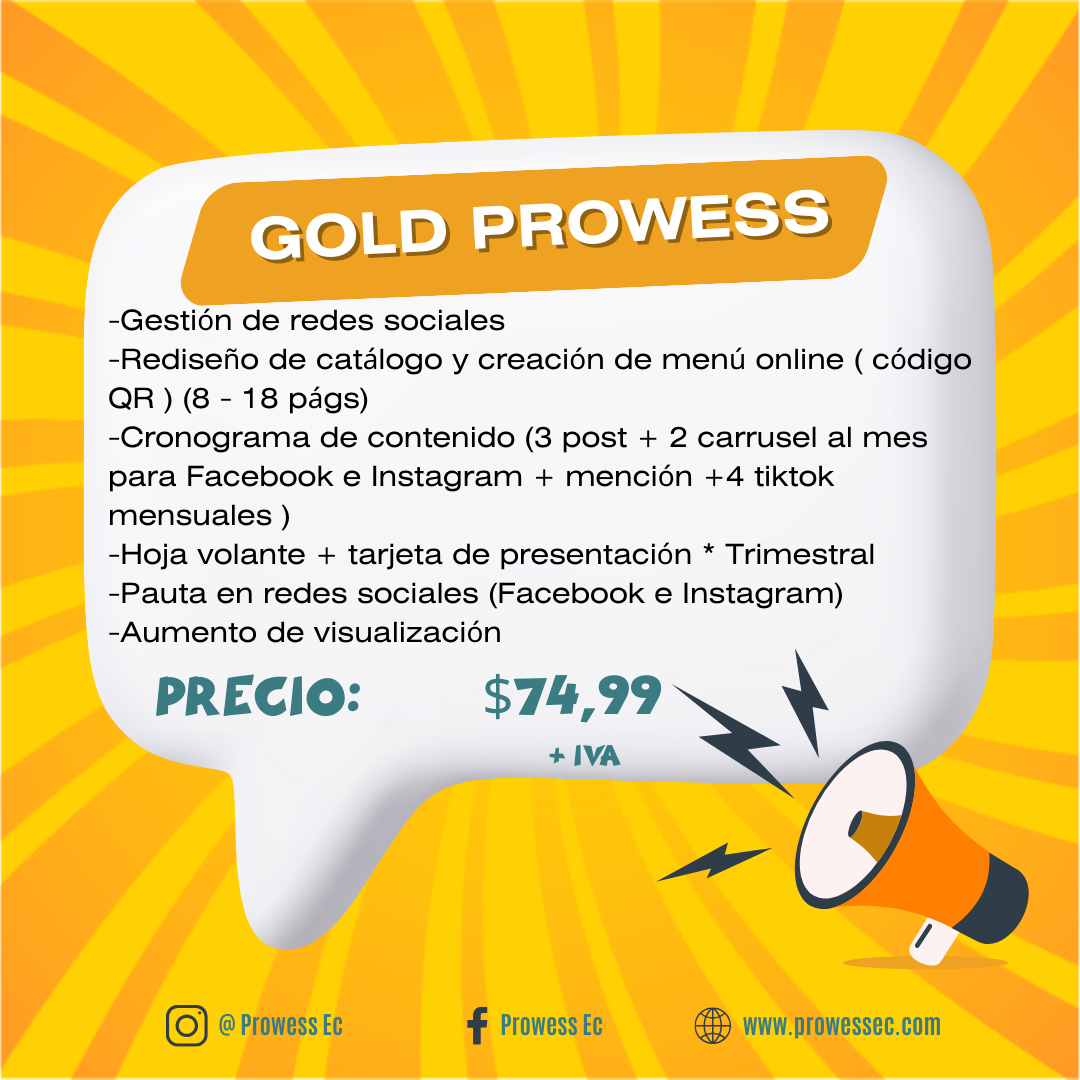 GOLD PROWESS
-Gestión de redes sociales
-Rediseño de catálogo y creación de menú online ( código
QR ) (8 - 18 págs)
-Cronograma de contenido (3 post + 2 carrusel al mes
para Facebook e Instagram + mención +4 tiktok
mensuales )
-Hoja volante + tarjeta de presentación * Trimestral
-Pauta en redes sociales (Facebook e Instagram)
-Aumento de visualización
PRECIO: $74,99
+ IVA
@ Prowess Ec Prowess Ec www.prowessec.com